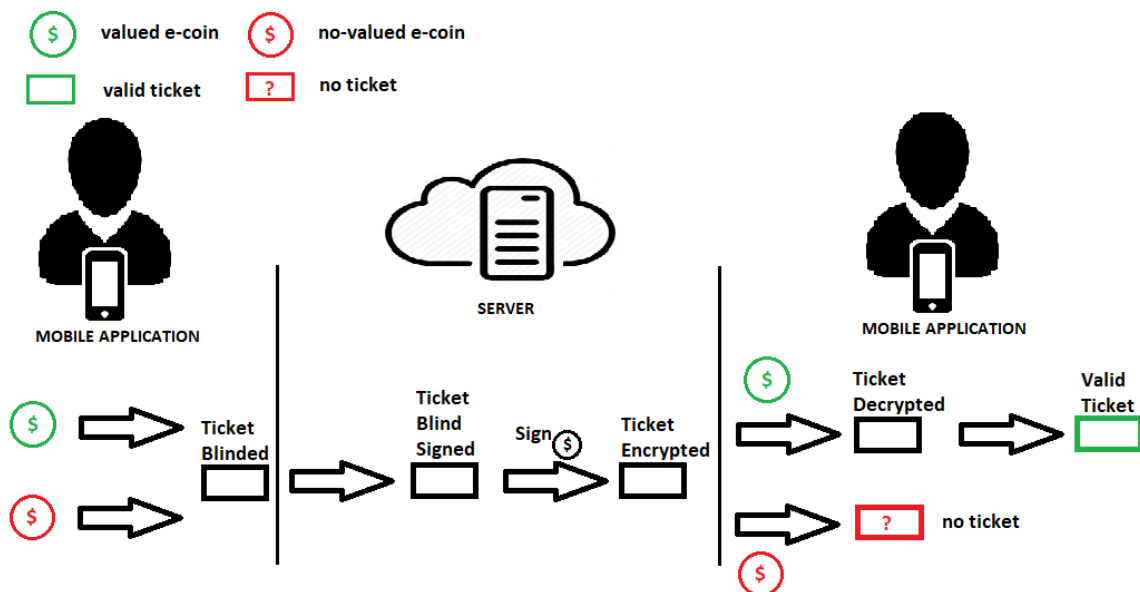 $ valued e-coin $ no-valued e-coin
valid ticket ? no ticket
SERVER
MOBILE APPLICATION
MOBILE APPLICATION
$
$
Ticket
Blinded
$
Ticket
Blind
Signed
Sign $
Ticket
Encrypted
Ticket
Decrypted
Valid
Ticket
? no ticket
$